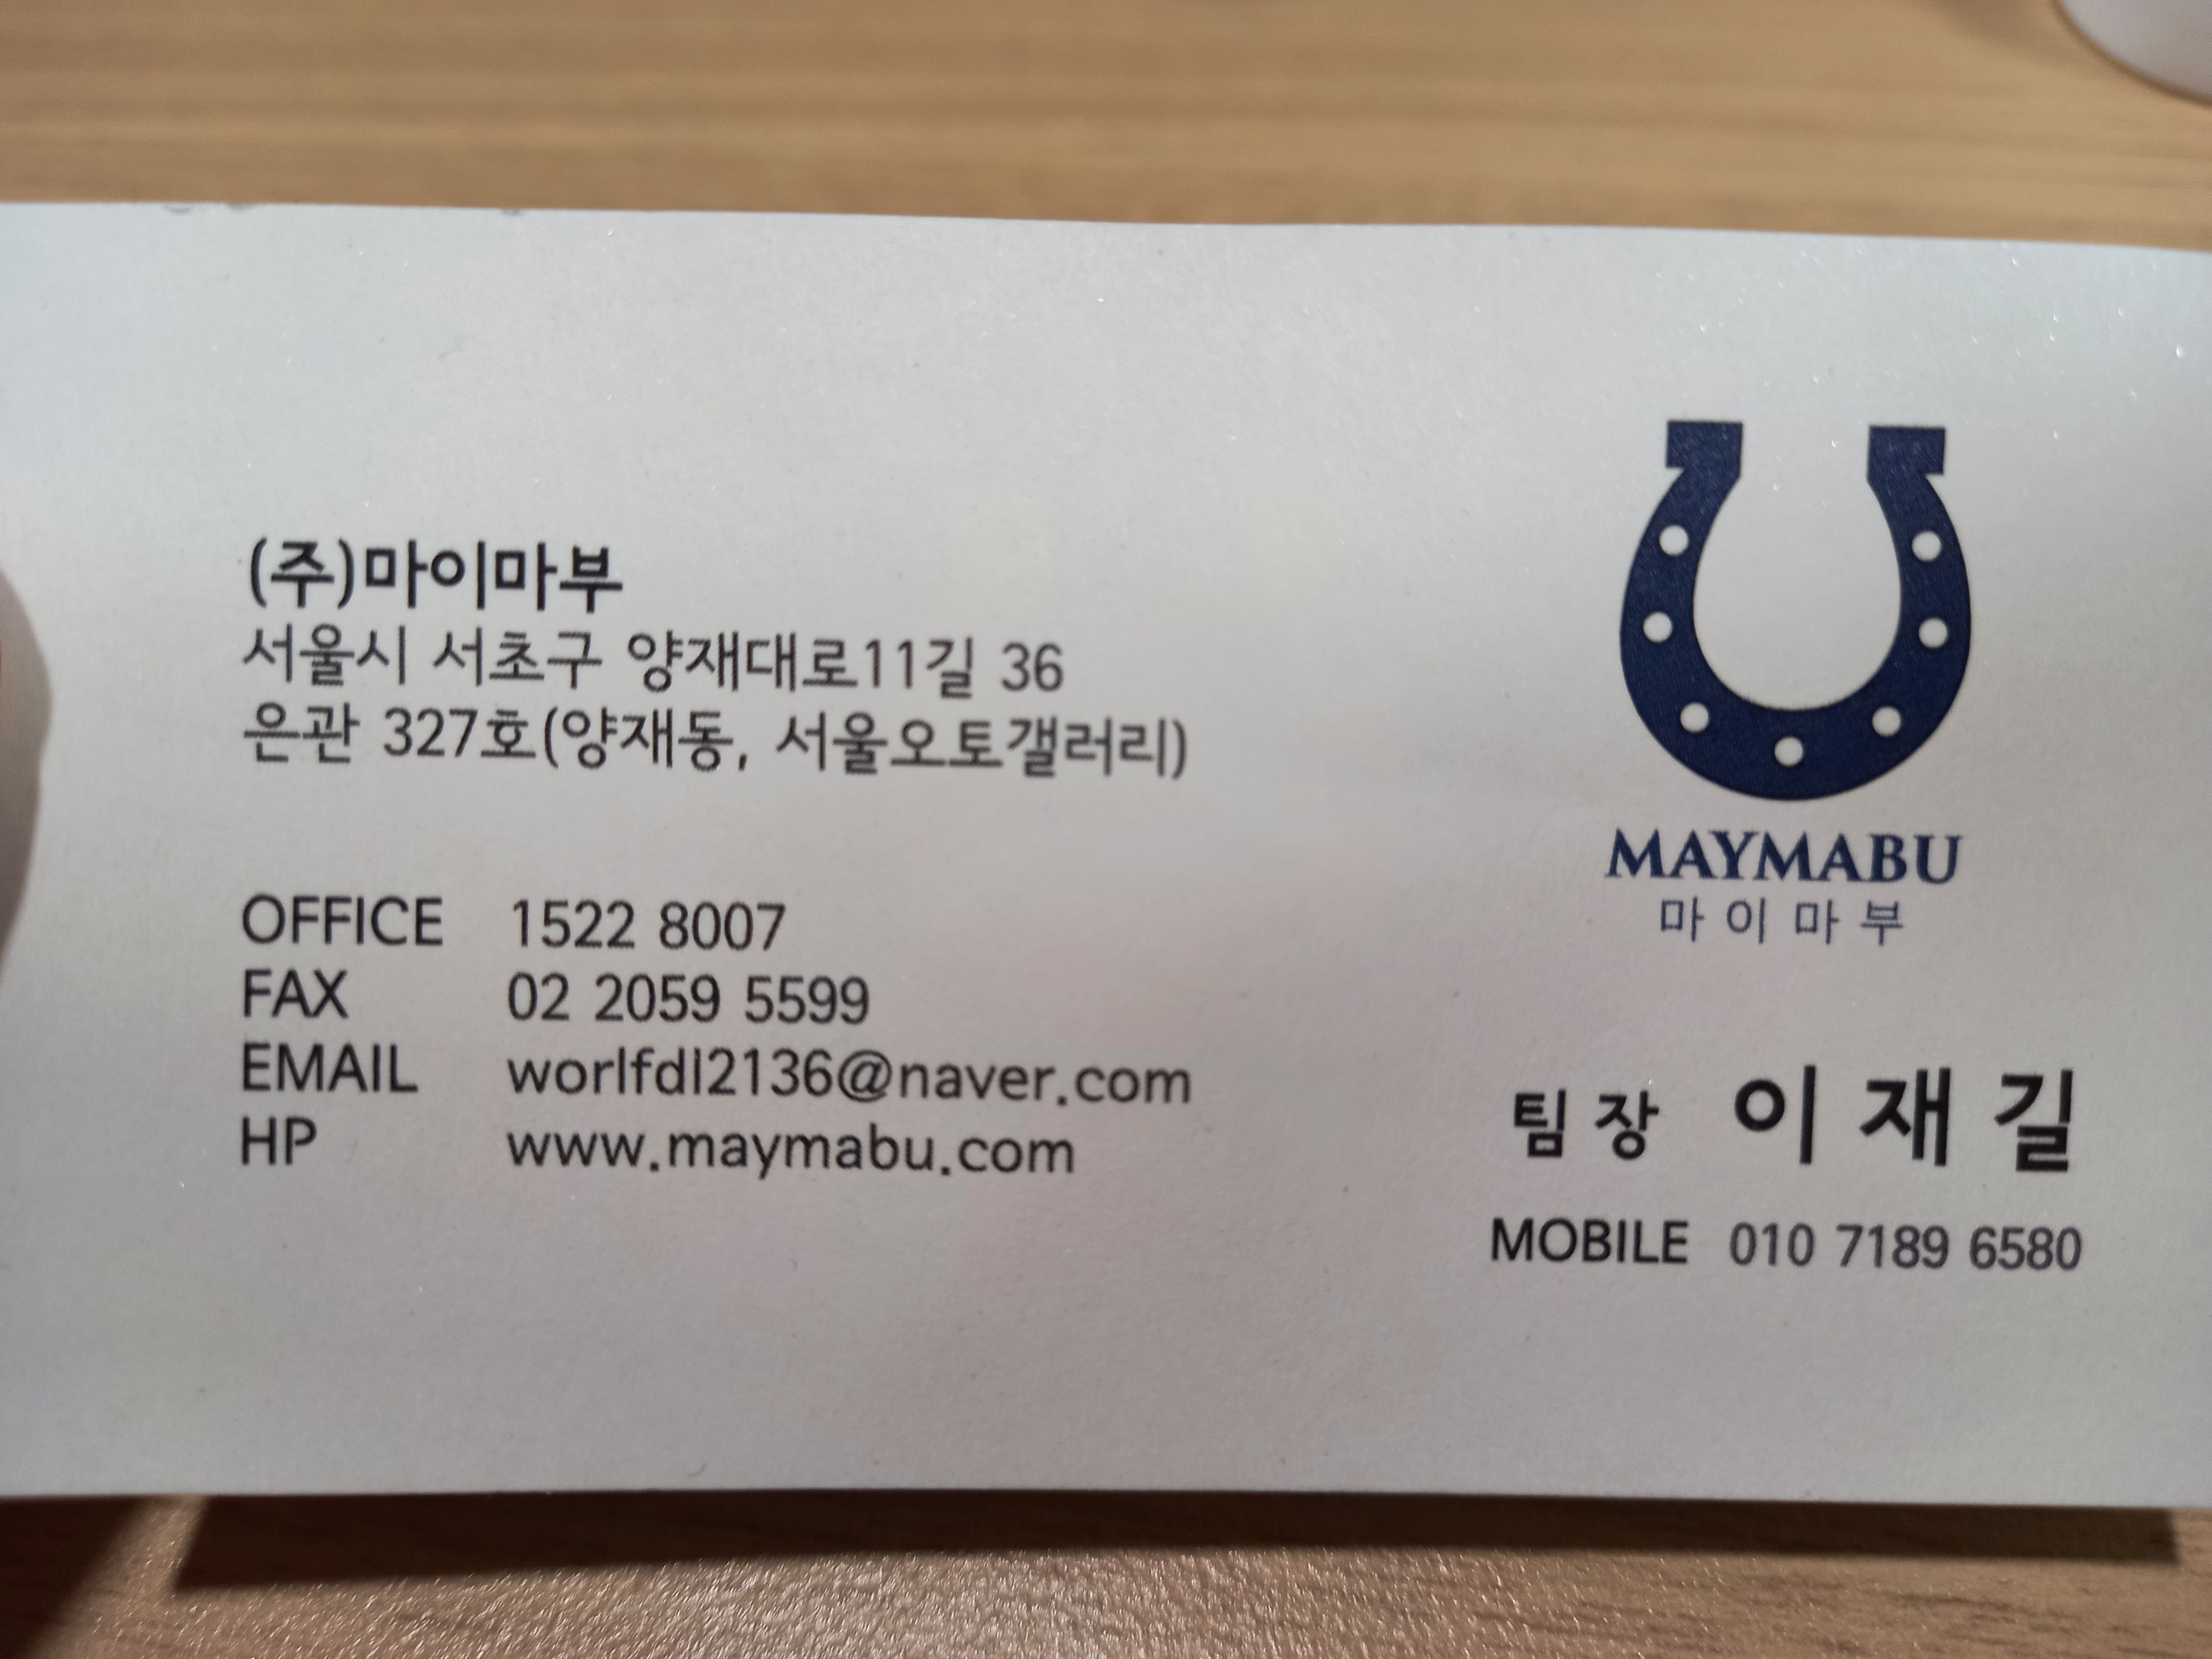 (주)마이마부
서울시 서초구 양재대로11길 36
은관 327호(양재동, 서울오토갤러리)
OFFICE 1522 8007
FAX 02 2059 5599
EMAIL worlfdl2136@naver.com
HP www.maymabu.com
MAYMABU
마이마부
팀장 이재길
MOBILE 010 7189 6580